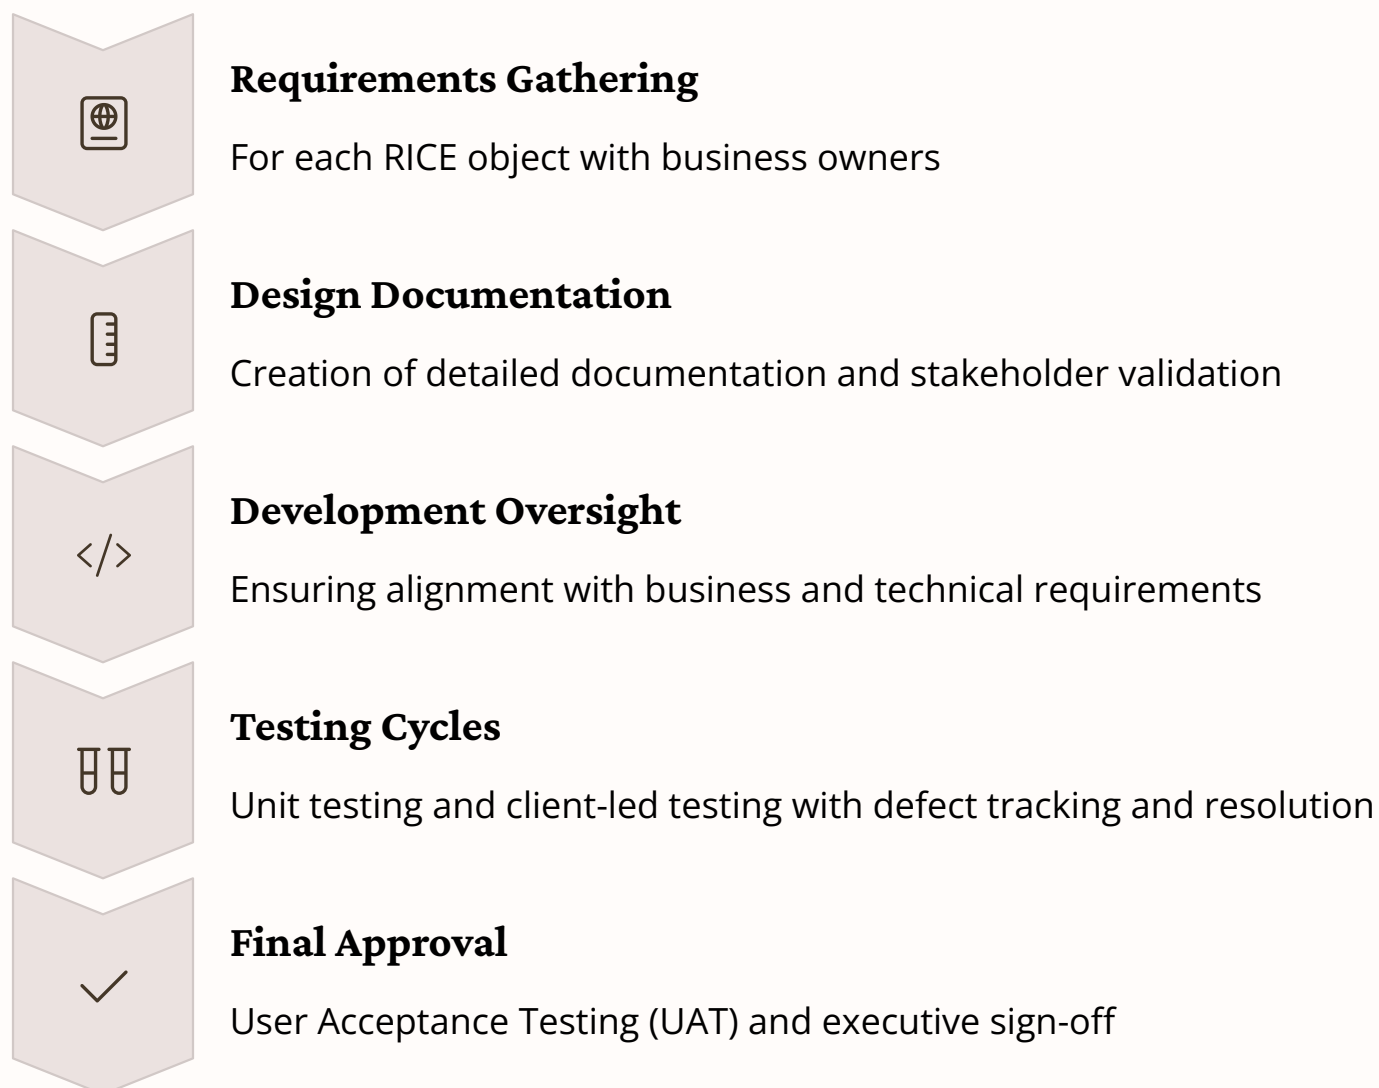 Requirements Gathering
For each RICE object with business owners
Design Documentation
Creation of detailed documentation and stakeholder validation
Development Oversight
Ensuring alignment with business and technical requirements
Testing Cycles
Unit testing and client-led testing with defect tracking and resolution
Final Approval
User Acceptance Testing (UAT) and executive sign-off